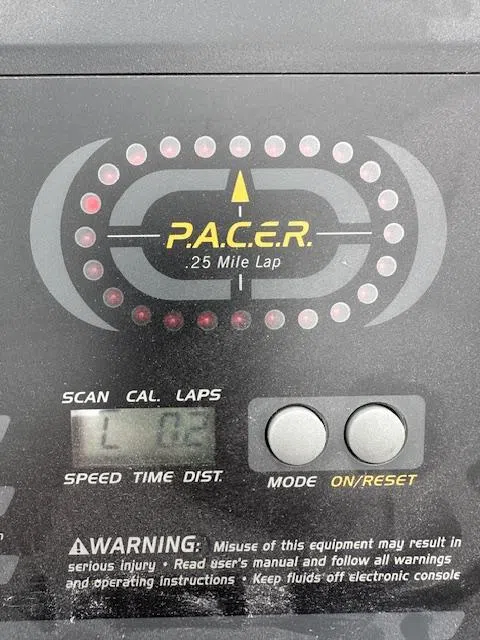 P.A.C.E.R.
.25 Mile Lap
SCAN CAL. LAPS
L 02
SPEED TIME DIST.
MODE ON/RESET
WARNING: Misuse of this equipment may result in
serious injury • Read user's manual and follow all warnings
and operating instructions • Keep fluids off electronic console